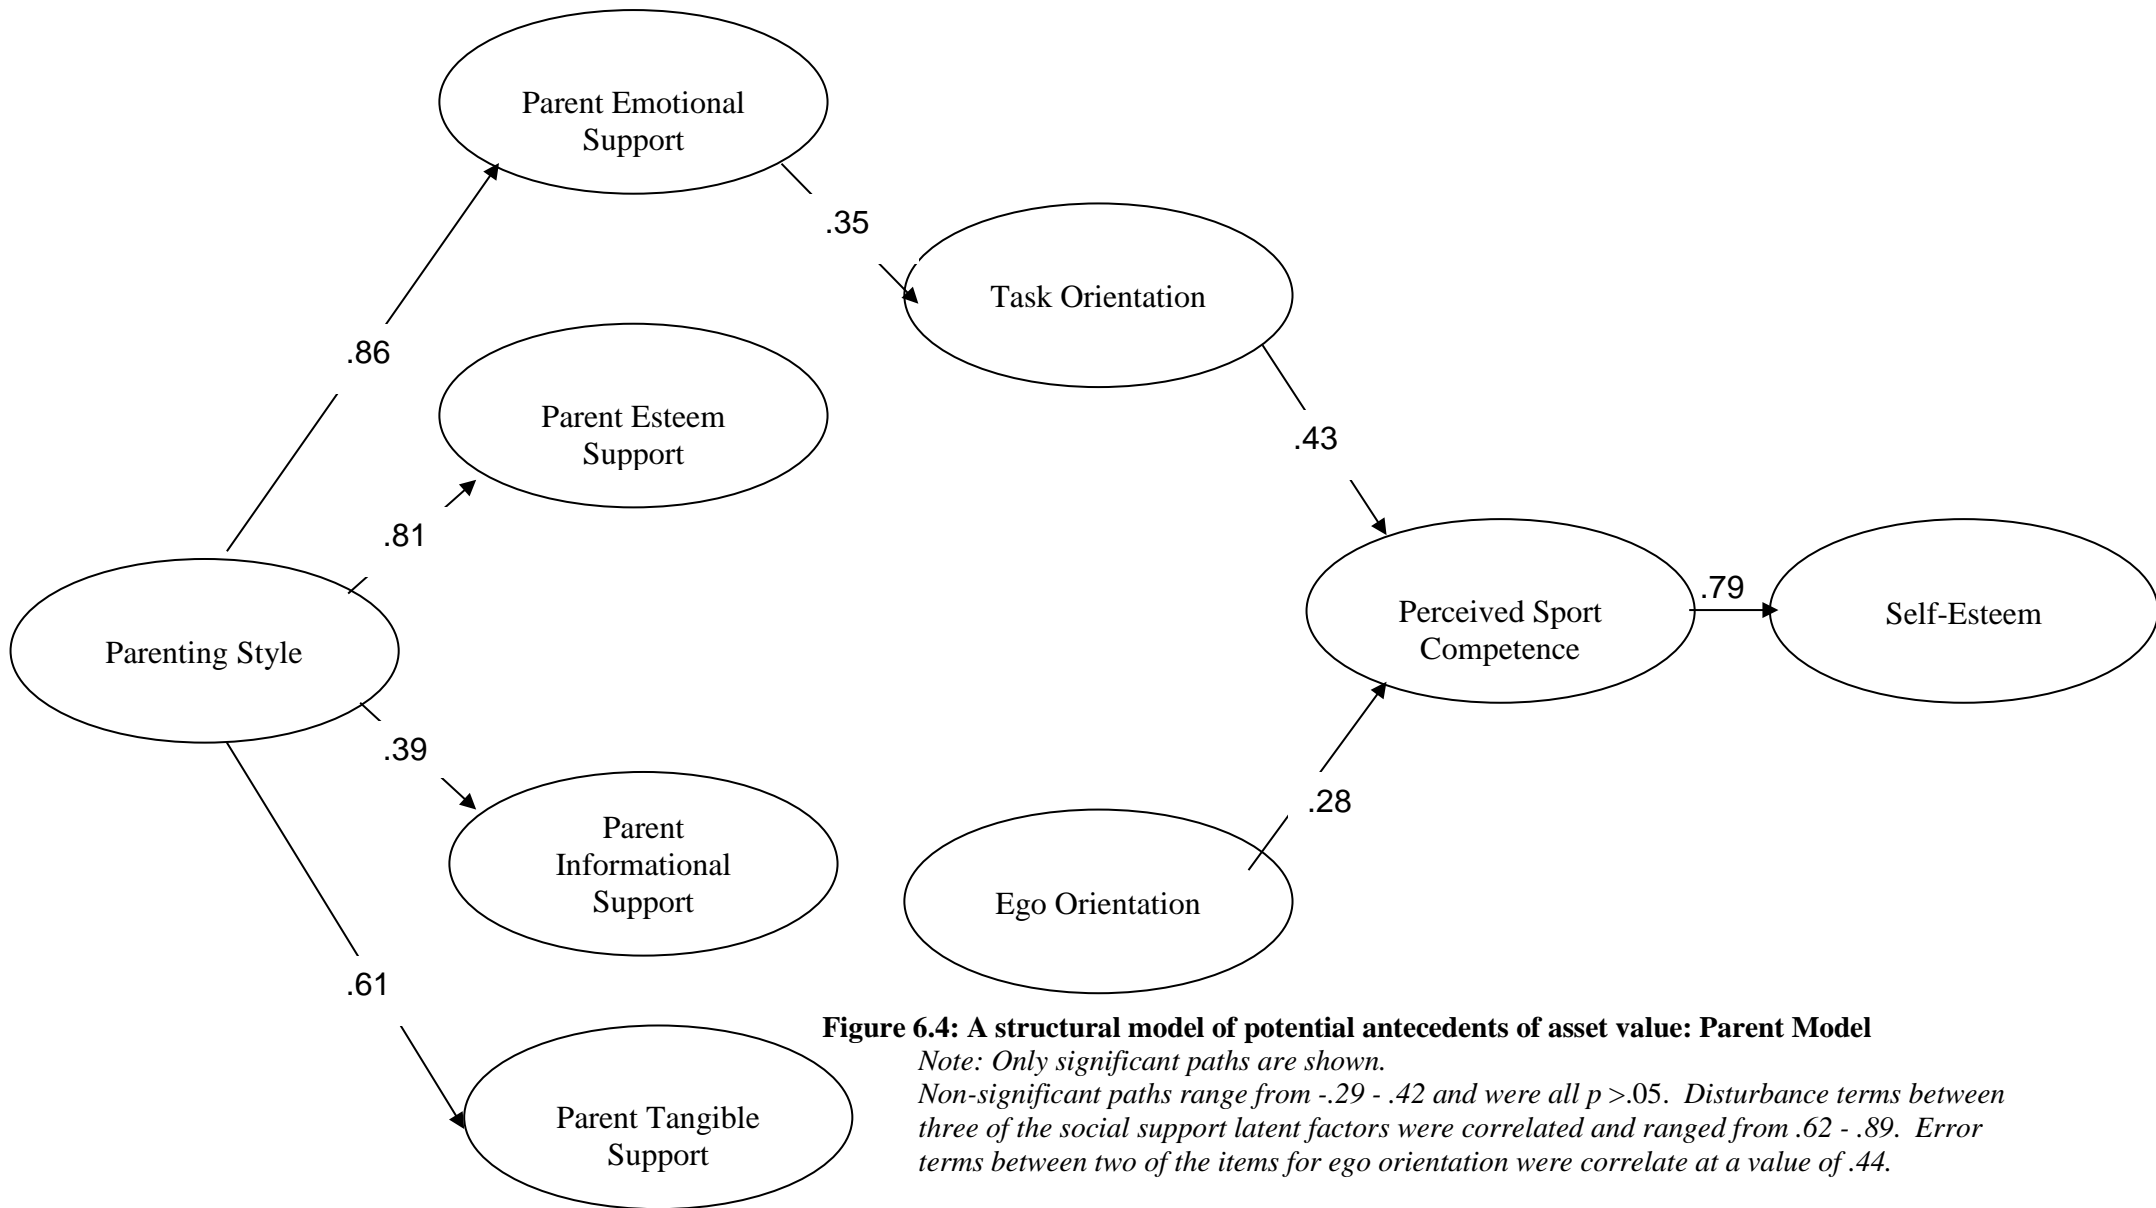 Parent Emotional
Support
.35
Task Orientation
.86
Parent Esteem
Support
.43
.81
.79
Perceived Sport
Competence
Self-Esteem
Parenting Style
.39
.28
Parent
Informational
Support
Ego Orientation
.61
Parent Tangible
Support
Figure 6.4: A structural model of potential antecedents of asset value: Parent Model
Note: Only significant paths are shown.
Non-significant paths range from -.29 - .42 and were all p >.05. Disturbance terms between
three of the social support latent factors were correlated and ranged from .62 - .89. Error
terms between two of the items for ego orientation were correlate at a value of .44.